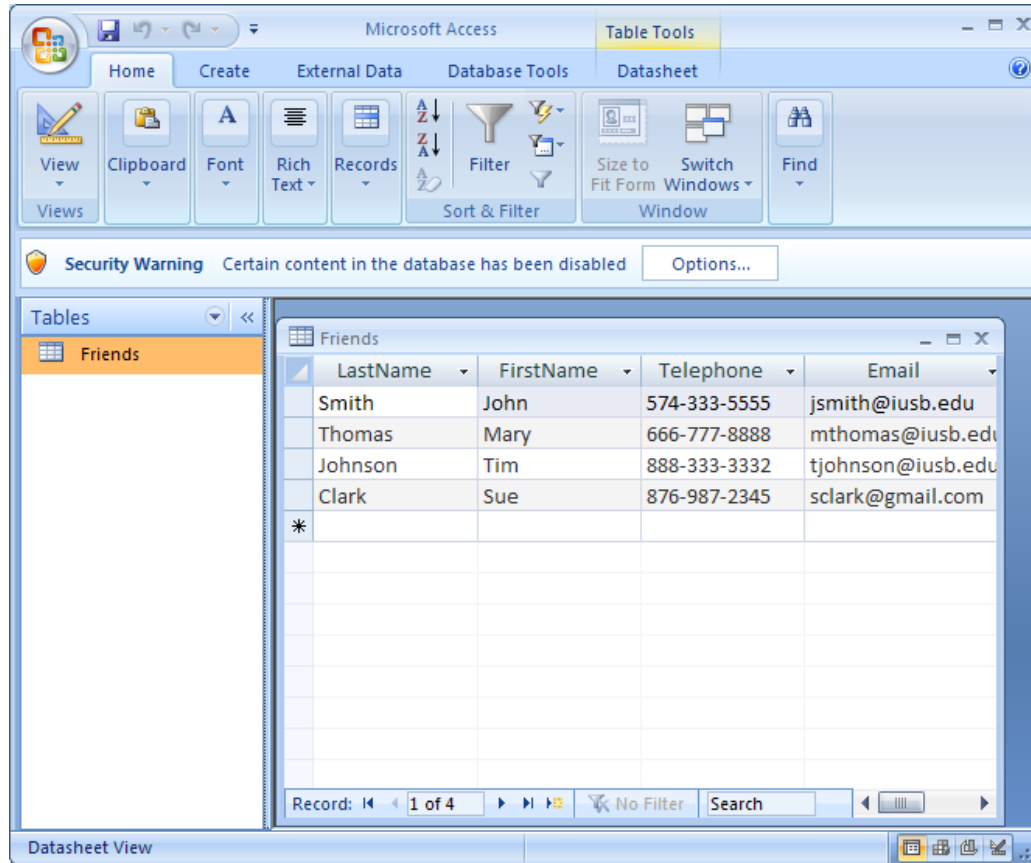 Microsoft Access
Table Tools
Home Create External Data Database Tools Datasheet
View Clipboard Font Rich Text Records Filter Size to Fit Form Switch Windows Find
Views Sort & Filter Window
Security Warning Certain content in the database has been disabled Options...
Tables
Friends
Friends
LastName FirstName Telephone Email
Smith John 574-333-5555 jsmith@iusb.edu
Thomas Mary 666-777-8888 mthomas@iusb.edu
Johnson Tim 888-333-3332 tjohnson@iusb.edu
Clark Sue 876-987-2345 sclark@gmail.com
Record: 1 of 4 No Filter Search
Datasheet View